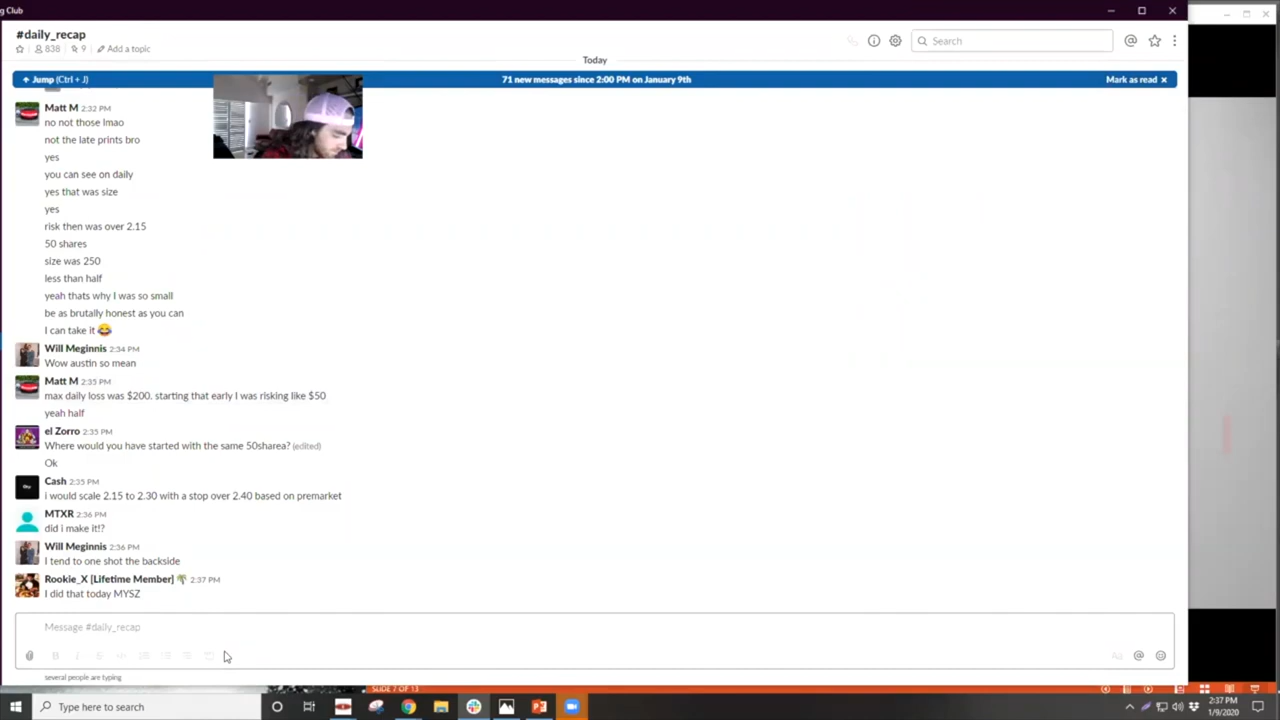 g Club
#daily_recap
838
9
Add a topic
Search
Today
Jump (Ctrl + J)
71 new messages since 2:00 PM on January 9th
Mark as read
Matt M 2:32 PM
no not those lmao
not the late prints bro
yes
you can see on daily
yes that was size
yes
risk then was over 2.15
50 shares
size was 250
less than half
yeah thats why I was so small
be as brutally honest as you can
I can take it 😂
Will Meginnis 2:34 PM
Wow austin so mean
Matt M 2:35 PM
max daily loss was $200. starting that early I was risking like $50
yeah half
el Zorro 2:35 PM
Where would you have started with the same 50sharea? (edited)
Ok
Cash 2:35 PM
i would scale 2.15 to 2.30 with a stop over 2.40 based on premarket
MTXR 2:36 PM
did i make it!?
Will Meginnis 2:36 PM
I tend to one shot the backside
Rookie_X [Lifetime Member] 🌴 2:37 PM
I did that today MYSZ
Message #daily_recap
Aa
several people are typing
SLIDE 7 OF 13
Type here to search
2:37 PM
1/9/2020